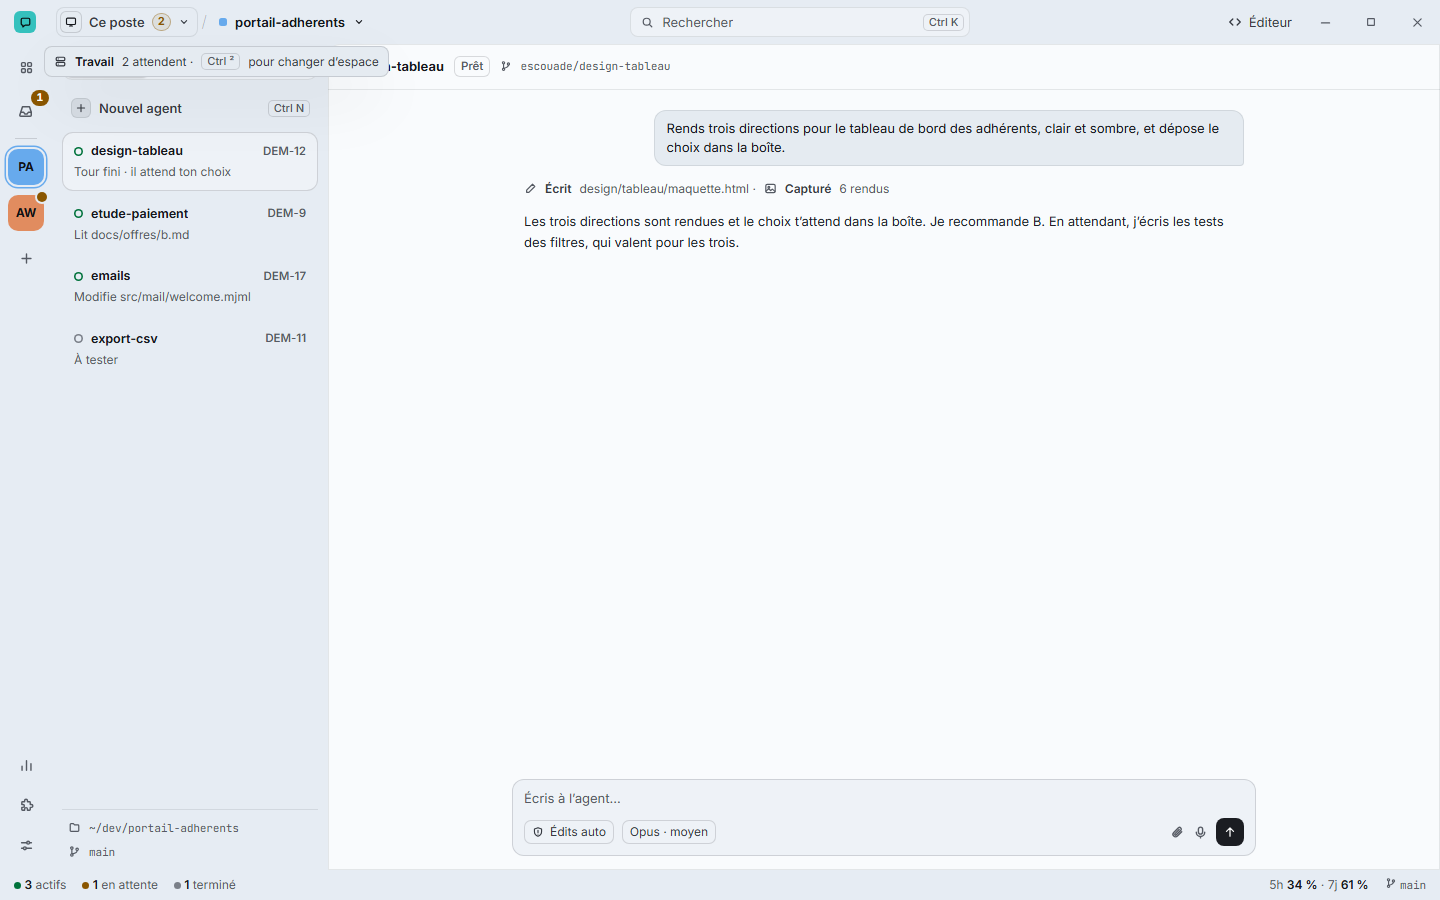 Ce poste 2 / portail-adherents
Rechercher Ctrl K
Éditeur
Travail 2 attendent · Ctrl ² pour changer d’espace
-tableau Prêt escouade/design-tableau
1
PA
AW
Nouvel agent Ctrl N
design-tableau DEM-12
Tour fini · il attend ton choix
etude-paiement DEM-9
Lit docs/offres/b.md
emails DEM-17
Modifie src/mail/welcome.mjml
export-csv DEM-11
À tester
Rends trois directions pour le tableau de bord des adhérents, clair et sombre, et dépose le
choix dans la boîte.
Écrit design/tableau/maquette.html · Capturé 6 rendus
Les trois directions sont rendues et le choix t’attend dans la boîte. Je recommande B. En attendant, j’écris les tests
des filtres, qui valent pour les trois.
Écris à l’agent...
Édits auto Opus · moyen
~/dev/portail-adherents
main
3 actifs 1 en attente 1 terminé
5h 34 % · 7j 61 % main